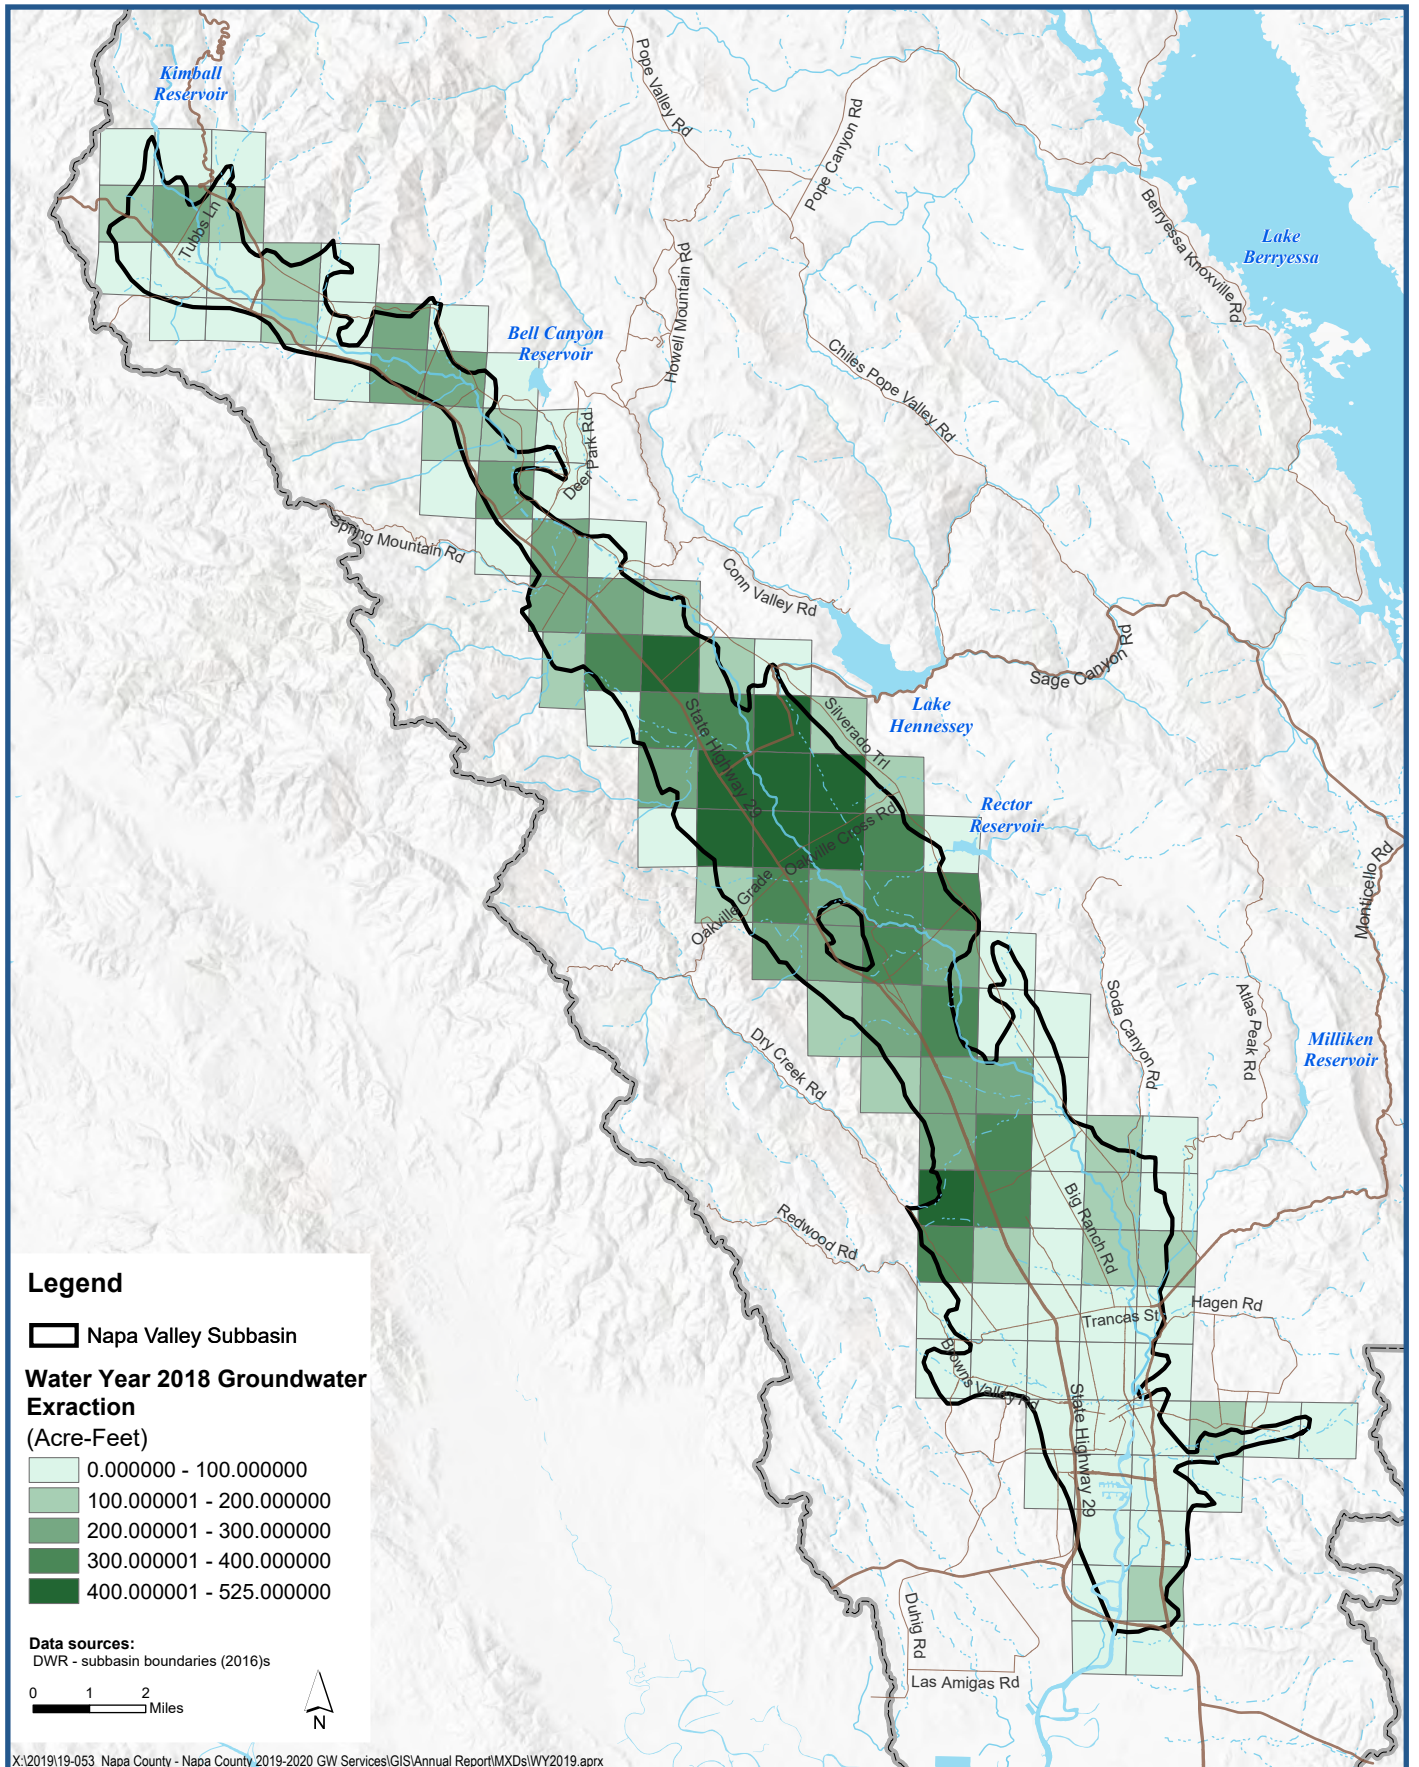 Kimball
Reservoir
Pope Valley Rd
Pope Canyon Rd
Berryessa Knoxville Rd
Lake
Berryessa
Tubbs Ln
Howell Mountain Rd
Bell Canyon
Reservoir
Chiles Pope Valley Rd
Deer Park Rd
Spring Mountain Rd
Conn Valley Rd
Sage Canyon Rd
Lake
Hennessey
Silverado Trl
State Highway 29
Rector
Reservoir
Oakville Cross Rd
Oakville Grade
Monticello Rd
Soda Canyon Rd
Atlas Peak Rd
Milliken
Reservoir
Dry Creek Rd
Big Ranch Rd
Redwood Rd
Hagen Rd
Trancas St
Browns Valley Rd
State Highway 29
Duhig Rd
Las Amigas Rd
Legend
Napa Valley Subbasin
Water Year 2018 Groundwater
Exraction
(Acre-Feet)
0.000000 - 100.000000
100.000001 - 200.000000
200.000001 - 300.000000
300.000001 - 400.000000
400.000001 - 525.000000
Data sources:
DWR - subbasin boundaries (2016)s
0 1 2
Miles
N
X:\2019\19-053 Napa County - Napa County 2019-2020 GW Services\GIS\Annual Report\MXDs\WY2019.aprx